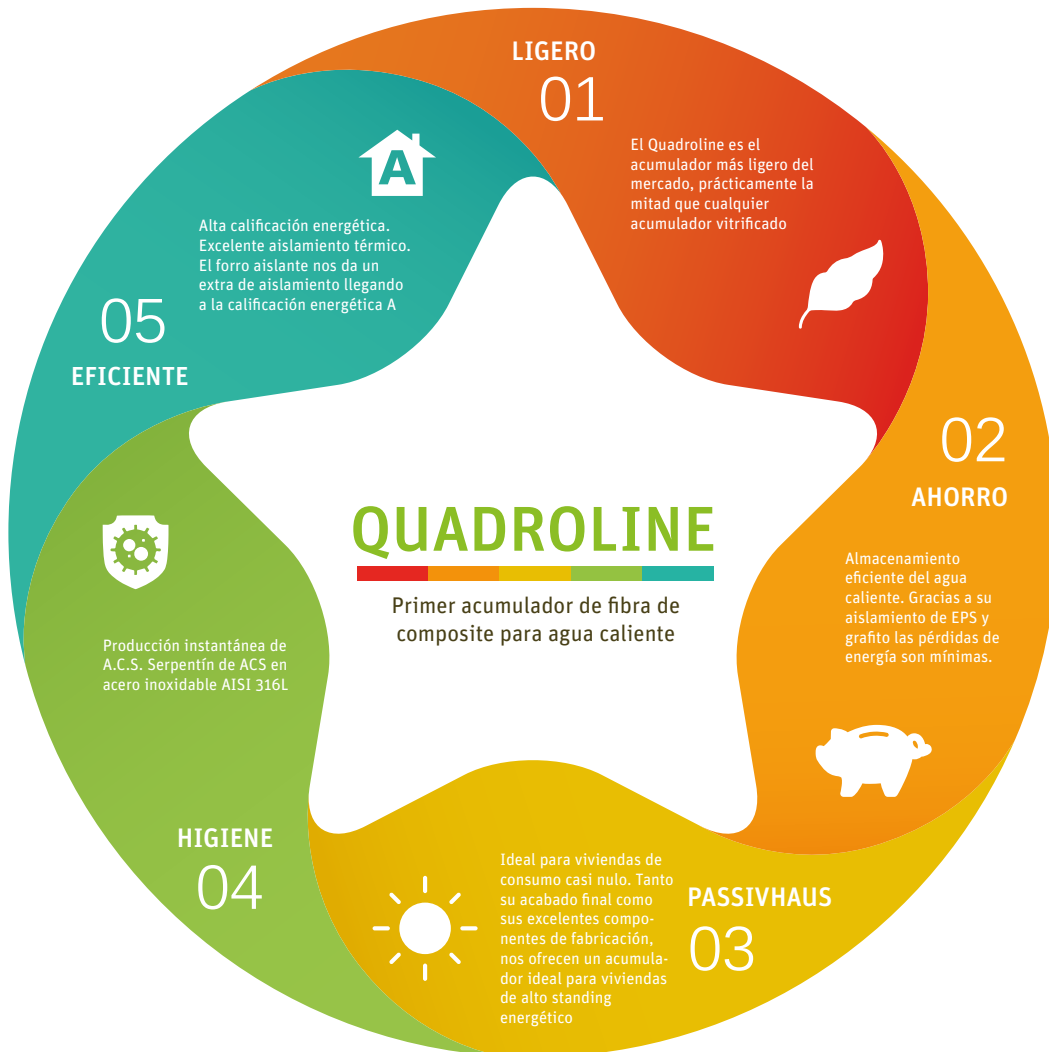 LIGERO
01
El Quadroline es el
acumulador más ligero del
mercado, prácticamente la
mitad que cualquier
acumulador vitrificado
02
AHORRO
Almacenamiento
eficiente del agua
caliente. Gracias a su
aislamiento de EPS y
grafito las pérdidas de
energía son mínimas.
PASSIVHAUS
03
Ideal para viviendas de
consumo casi nulo. Tanto
su acabado final como
sus excelentes compo-
nentes de fabricación,
nos ofrecen un acumula-
dor ideal para viviendas
de alto standing
energético
HIGIENE
04
Producción instantánea de
A.C.S. Serpentín de ACS en
acero inoxidable AISI 316L
05
EFICIENTE
A
Alta calificación energética.
Excelente aislamiento térmico.
El forro aislante nos da un
extra de aislamiento llegando
a la calificación energética A
QUADROLINE
Primer acumulador de fibra de
composite para agua caliente